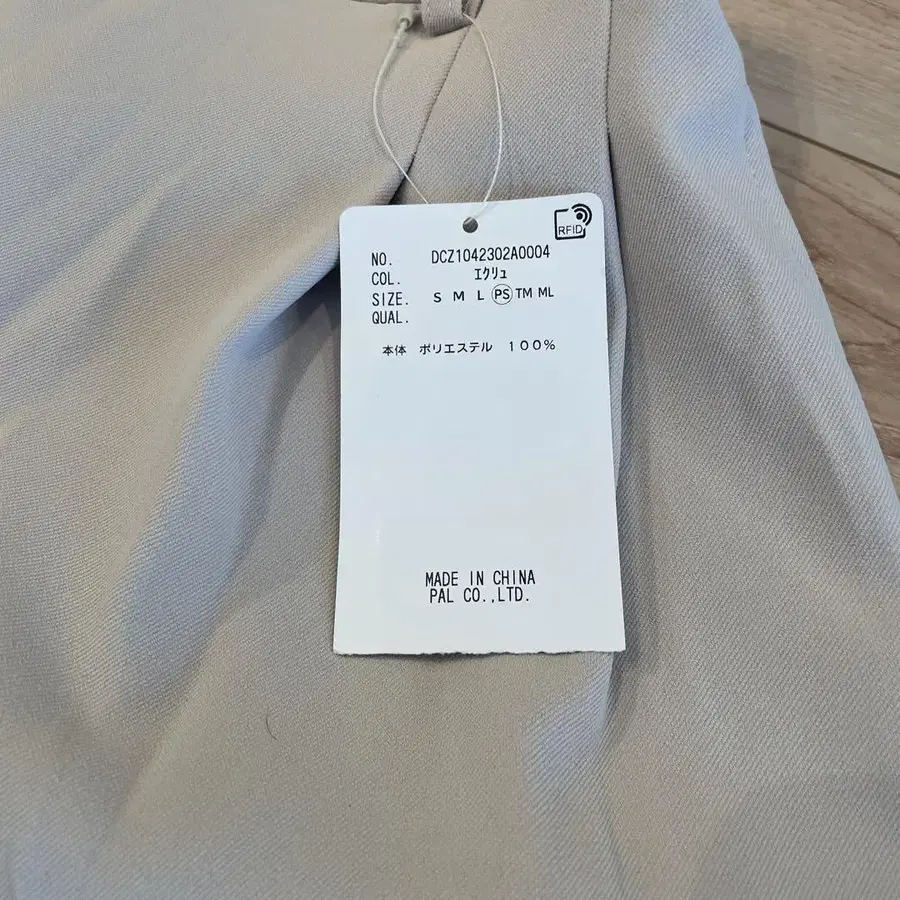 RFID
NO. DCZ1042302A0004
COL. ｴｸﾘｭ
SIZE. S M L PS TM ML
QUAL.
本体 ポリエステル 100%
MADE IN CHINA
PAL CO.,LTD.